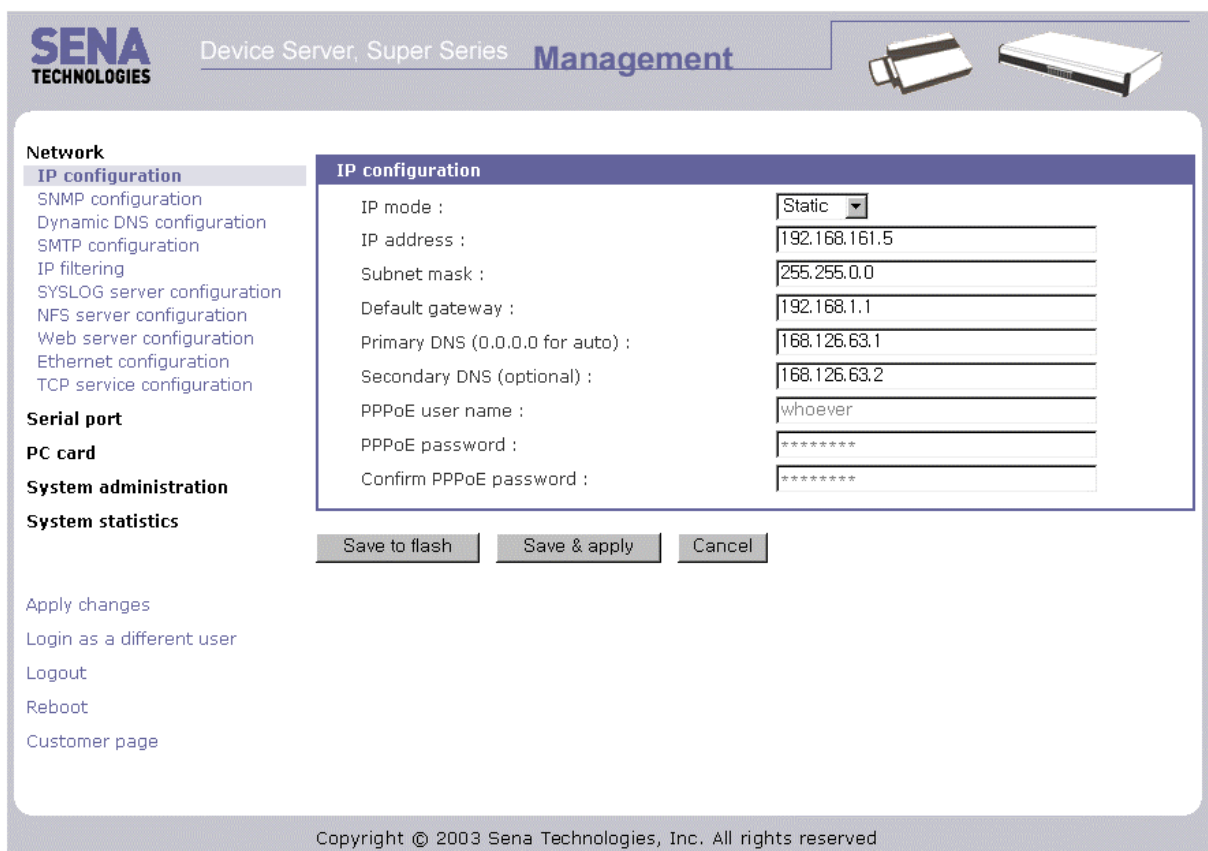 SENA
TECHNOLOGIES
Device Server, Super Series Management
Network
IP configuration
SNMP configuration
Dynamic DNS configuration
SMTP configuration
IP filtering
SYSLOG server configuration
NFS server configuration
Web server configuration
Ethernet configuration
TCP service configuration
Serial port
PC card
System administration
System statistics
Apply changes
Login as a different user
Logout
Reboot
Customer page
IP configuration
IP mode : Static
IP address : 192.168.161.5
Subnet mask : 255.255.0.0
Default gateway : 192.168.1.1
Primary DNS (0.0.0.0 for auto) : 168.126.63.1
Secondary DNS (optional) : 168.126.63.2
PPPoE user name : whoever
PPPoE password : ********
Confirm PPPoE password : ********
Save to flash Save & apply Cancel
Copyright © 2003 Sena Technologies, Inc. All rights reserved